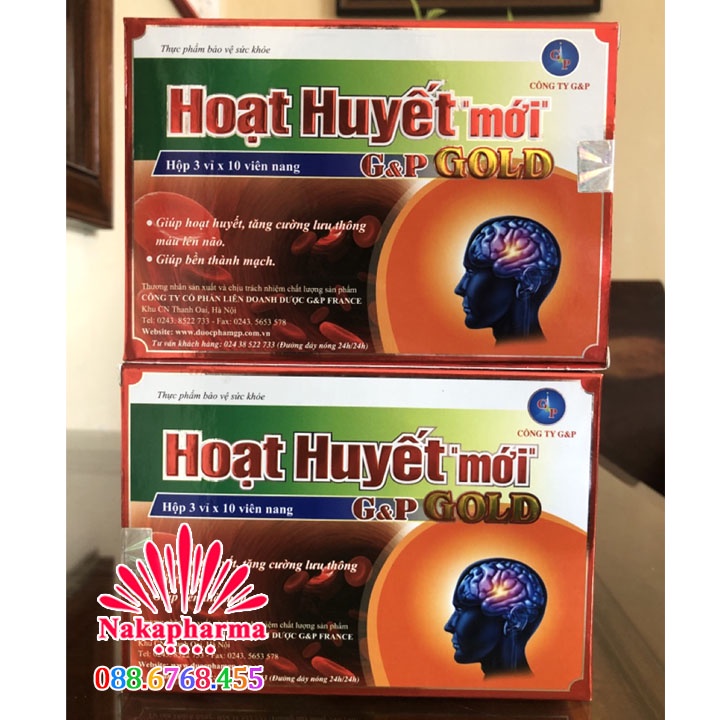 Thực phẩm bảo vệ sức khỏe
G P
CÔNG TY G&P
Hoạt Huyết "mới"
Hộp 3 vỉ x 10 viên nang
G&P GOLD
• Giúp hoạt huyết, tăng cường lưu thông
máu lên não.
• Giúp bền thành mạch.
Thương nhân sản xuất và chịu trách nhiệm chất lượng sản phẩm
CÔNG TY CỔ PHẦN LIÊN DOANH DƯỢC G&P FRANCE
Khu CN Thanh Oai, Hà Nội
Tel: 0243. 8522 733 - Fax: 0243. 5653 578
Website: www.duocphamgp.com.vn
Tư vấn khách hàng: 024 38 522 733 (Đường dây nóng 24h/24h)
Thực phẩm bảo vệ sức khỏe
G P
CÔNG TY G&P
Hoạt Huyết "mới"
Hộp 3 vỉ x 10 viên nang
G&P GOLD
tăng cường lưu thông
chịu trách nhiệm chất lượng sản phẩm
DƯỢC G&P FRANCE
Nakapharma
Fax: 0243. 5653 578
088.6768.455
(Đường dây nóng 24h/24h)